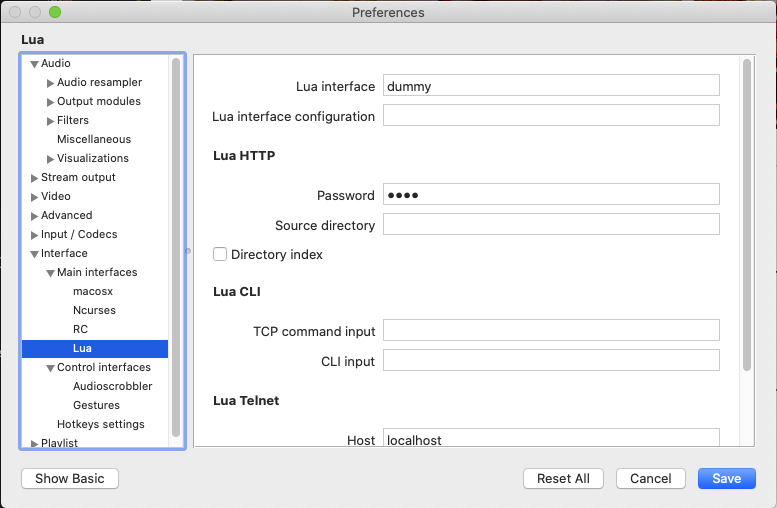 Preferences
Lua
Audio
Audio resampler
Output modules
Filters
Miscellaneous
Visualizations
Stream output
Video
Advanced
Input / Codecs
Interface
Main interfaces
macosx
Ncurses
RC
Lua
Control interfaces
Audioscrobbler
Gestures
Hotkeys settings
Playlist
Lua interface dummy
Lua interface configuration
Lua HTTP
Password ●●●●
Source directory
Directory index
Lua CLI
TCP command input
CLI input
Lua Telnet
Host localhost
Show Basic Reset All Cancel Save